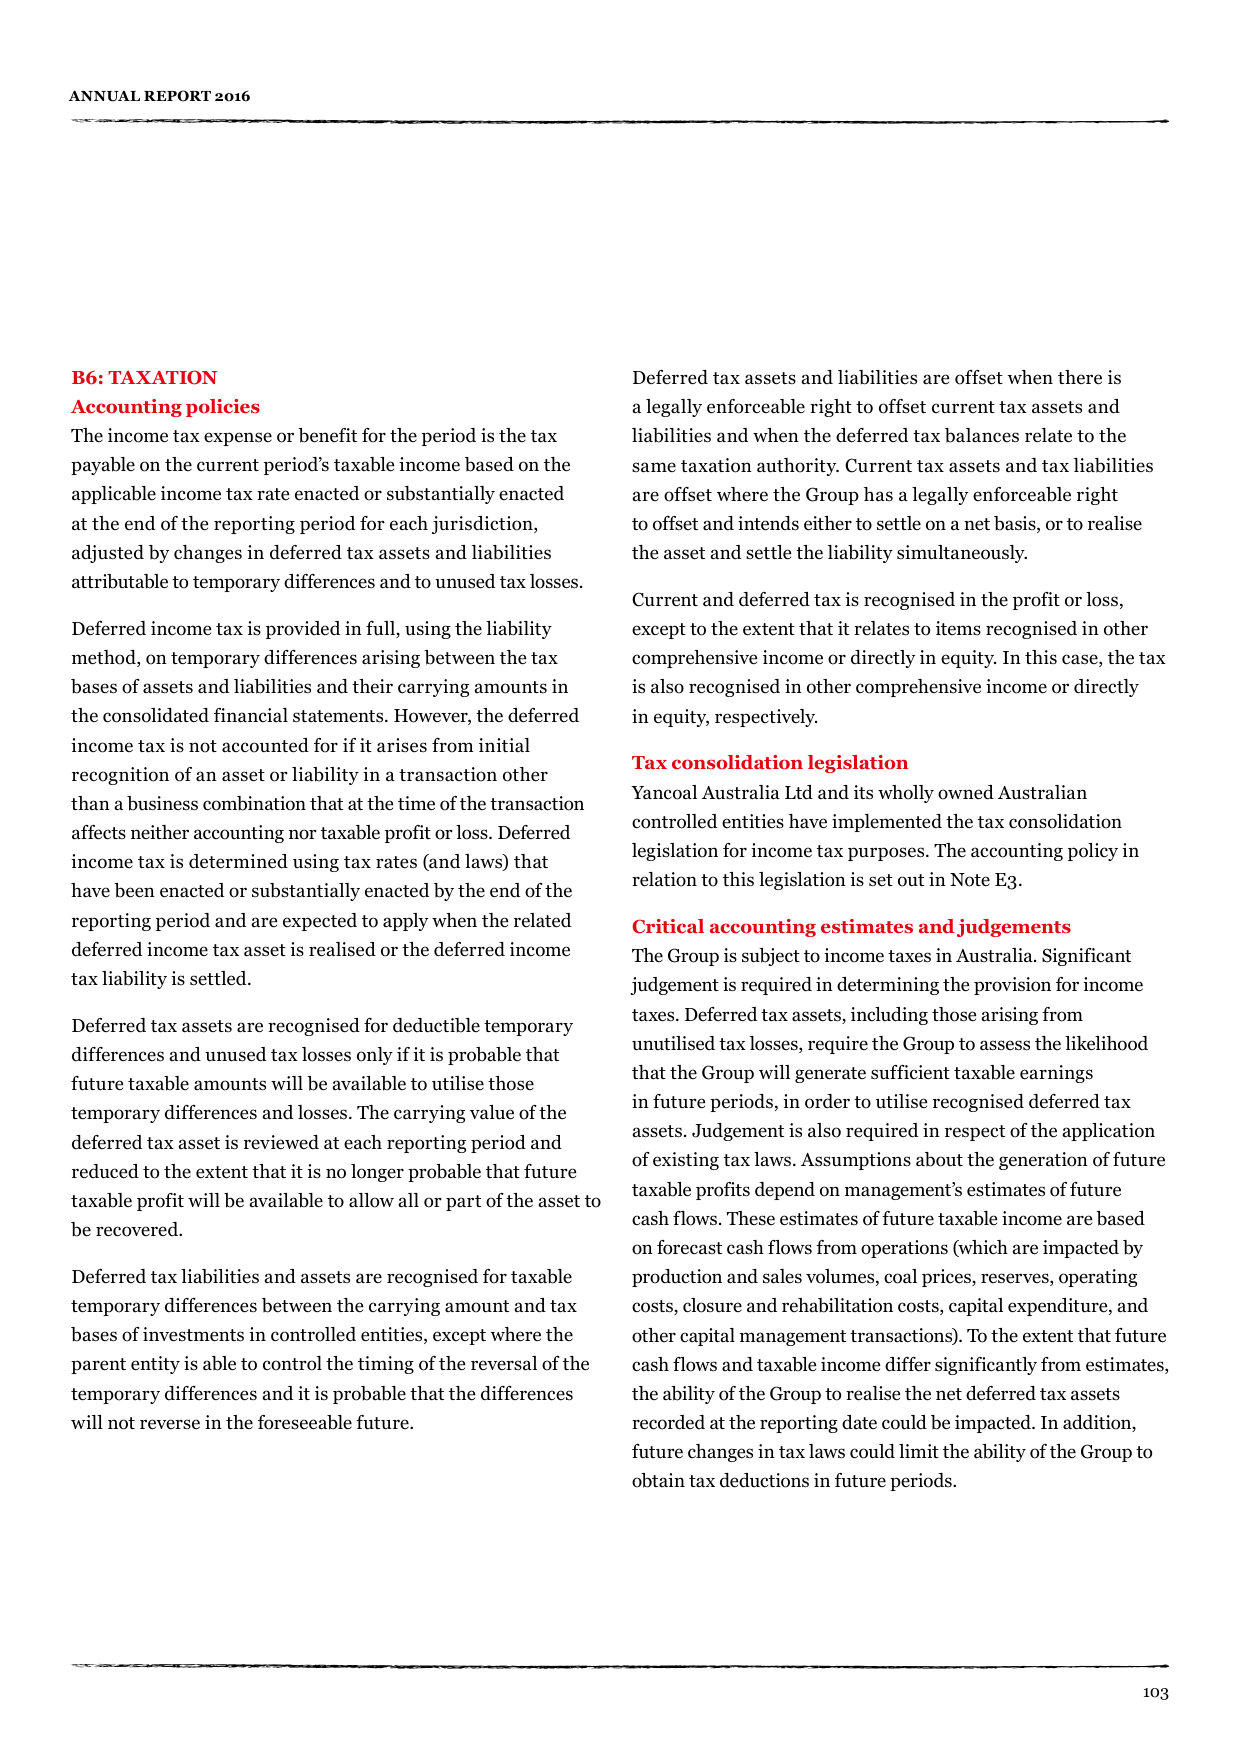 ANNUAL REPORT 2016
B6: TAXATION
Accounting policies
The income tax expense or benefit for the period is the tax
payable on the current period’s taxable income based on the
applicable income tax rate enacted or substantially enacted
at the end of the reporting period for each jurisdiction,
adjusted by changes in deferred tax assets and liabilities
attributable to temporary differences and to unused tax losses.
Deferred income tax is provided in full, using the liability
method, on temporary differences arising between the tax
bases of assets and liabilities and their carrying amounts in
the consolidated financial statements. However, the deferred
income tax is not accounted for if it arises from initial
recognition of an asset or liability in a transaction other
than a business combination that at the time of the transaction
affects neither accounting nor taxable profit or loss. Deferred
income tax is determined using tax rates (and laws) that
have been enacted or substantially enacted by the end of the
reporting period and are expected to apply when the related
deferred income tax asset is realised or the deferred income
tax liability is settled.
Deferred tax assets are recognised for deductible temporary
differences and unused tax losses only if it is probable that
future taxable amounts will be available to utilise those
temporary differences and losses. The carrying value of the
deferred tax asset is reviewed at each reporting period and
reduced to the extent that it is no longer probable that future
taxable profit will be available to allow all or part of the asset to
be recovered.
Deferred tax liabilities and assets are recognised for taxable
temporary differences between the carrying amount and tax
bases of investments in controlled entities, except where the
parent entity is able to control the timing of the reversal of the
temporary differences and it is probable that the differences
will not reverse in the foreseeable future.
Deferred tax assets and liabilities are offset when there is
a legally enforceable right to offset current tax assets and
liabilities and when the deferred tax balances relate to the
same taxation authority. Current tax assets and tax liabilities
are offset where the Group has a legally enforceable right
to offset and intends either to settle on a net basis, or to realise
the asset and settle the liability simultaneously.
Current and deferred tax is recognised in the profit or loss,
except to the extent that it relates to items recognised in other
comprehensive income or directly in equity. In this case, the tax
is also recognised in other comprehensive income or directly
in equity, respectively.
Tax consolidation legislation
Yancoal Australia Ltd and its wholly owned Australian
controlled entities have implemented the tax consolidation
legislation for income tax purposes. The accounting policy in
relation to this legislation is set out in Note E3.
Critical accounting estimates and judgements
The Group is subject to income taxes in Australia. Significant
judgement is required in determining the provision for income
taxes. Deferred tax assets, including those arising from
unutilised tax losses, require the Group to assess the likelihood
that the Group will generate sufficient taxable earnings
in future periods, in order to utilise recognised deferred tax
assets. Judgement is also required in respect of the application
of existing tax laws. Assumptions about the generation of future
taxable profits depend on management’s estimates of future
cash flows. These estimates of future taxable income are based
on forecast cash flows from operations (which are impacted by
production and sales volumes, coal prices, reserves, operating
costs, closure and rehabilitation costs, capital expenditure, and
other capital management transactions). To the extent that future
cash flows and taxable income differ significantly from estimates,
the ability of the Group to realise the net deferred tax assets
recorded at the reporting date could be impacted. In addition,
future changes in tax laws could limit the ability of the Group to
obtain tax deductions in future periods.
103